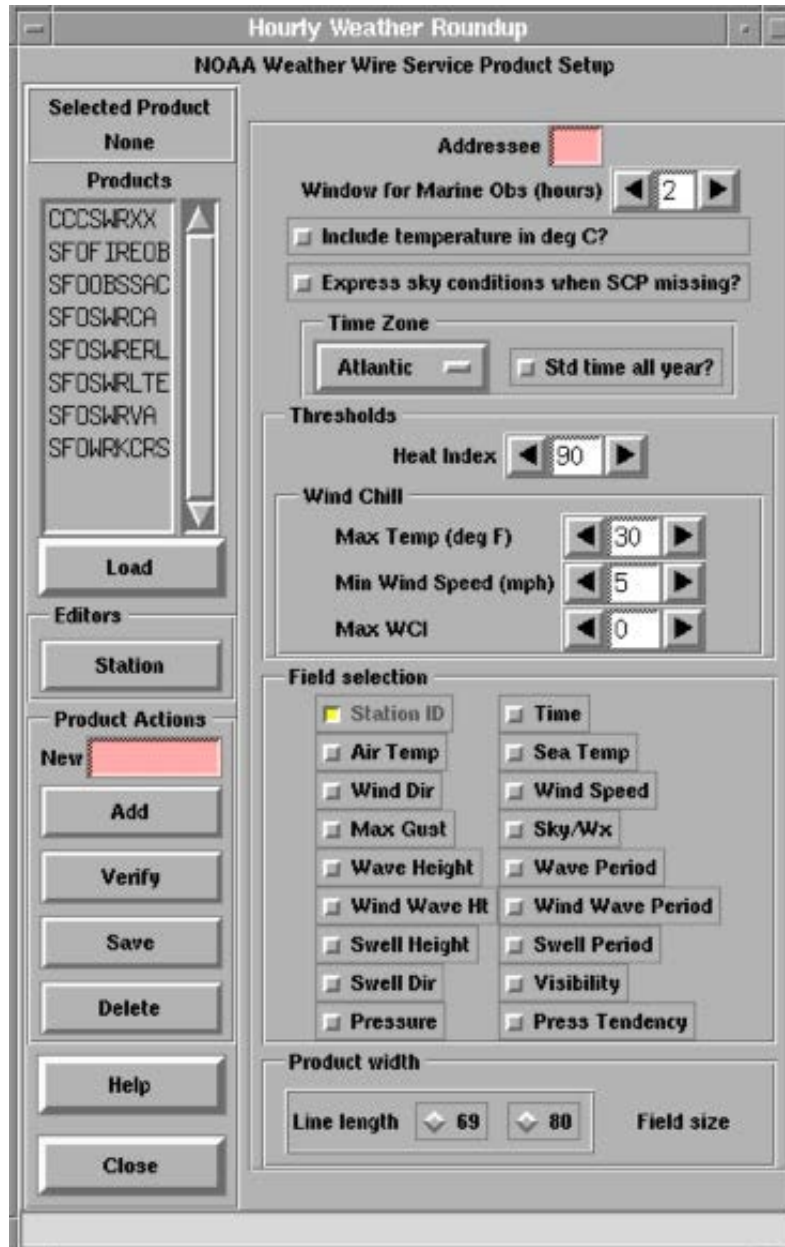 Hourly Weather Roundup
NOAA Weather Wire Service Product Setup
Selected Product
None
Products
CCCSWRXX
SFOFIREOB
SFOOBSSAC
SFOSWRCA
SFOSWRERL
SFOSWRLTE
SFOSWRVA
SFOWRKCRS
Load
Editors
Station
Product Actions
New
Add
Verify
Save
Delete
Help
Close
Addressee
Window for Marine Obs (hours) 2
Include temperature in deg C?
Express sky conditions when SCP missing?
Time Zone
Atlantic Std time all year?
Thresholds
Heat Index 90
Wind Chill
Max Temp (deg F) 30
Min Wind Speed (mph) 5
Max WCI 0
Field selection
Station ID Time
Air Temp Sea Temp
Wind Dir Wind Speed
Max Gust Sky/Wx
Wave Height Wave Period
Wind Wave Ht Wind Wave Period
Swell Height Swell Period
Swell Dir Visibility
Pressure Press Tendency
Product width
Line length 69 80 Field size